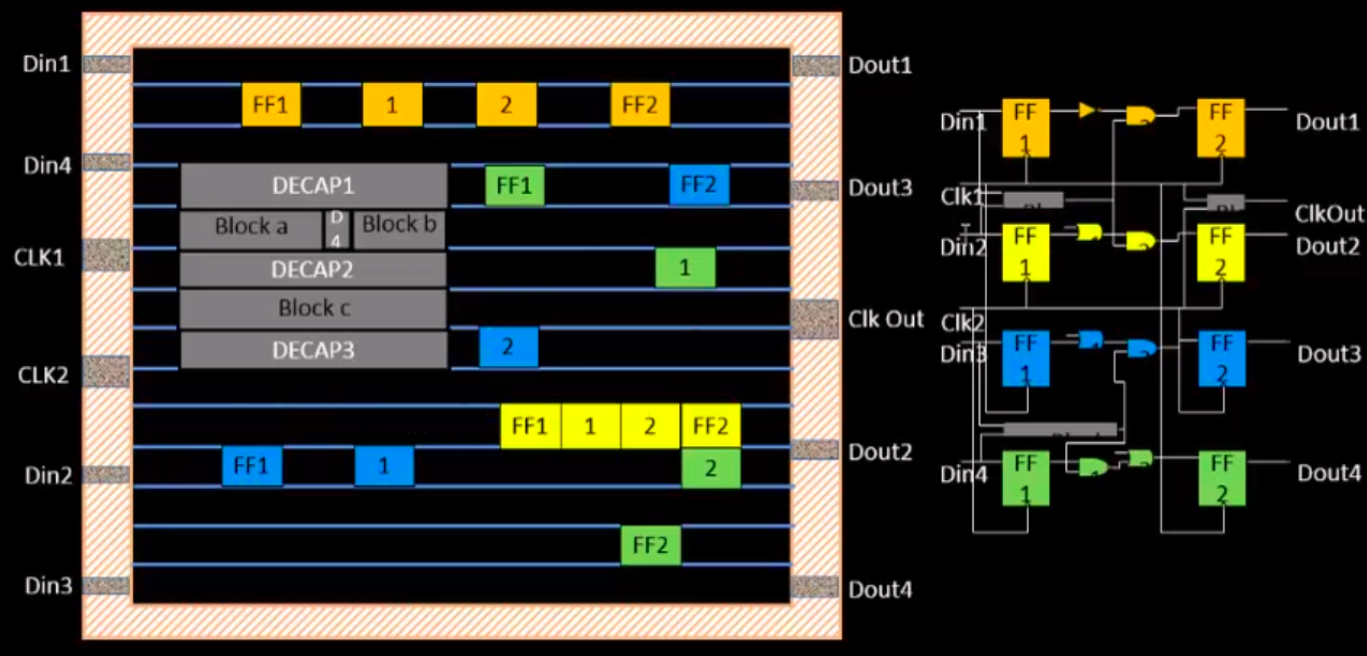 Din1
Dout1
FF1
1
2
FF2
Din4
DECAP1
FF1
FF2
Dout3
Block a
D
4
Block b
CLK1
DECAP2
1
Block c
Clk Out
CLK2
DECAP3
2
FF1
1
2
FF2
Dout2
Din2
FF1
1
2
FF2
Din3
Dout4
Din1
FF
1
FF
2
Dout1
Clk1
ClkOut
Din2
FF
1
FF
2
Dout2
Clk2
Din3
FF
1
FF
2
Dout3
Din4
FF
1
FF
2
Dout4